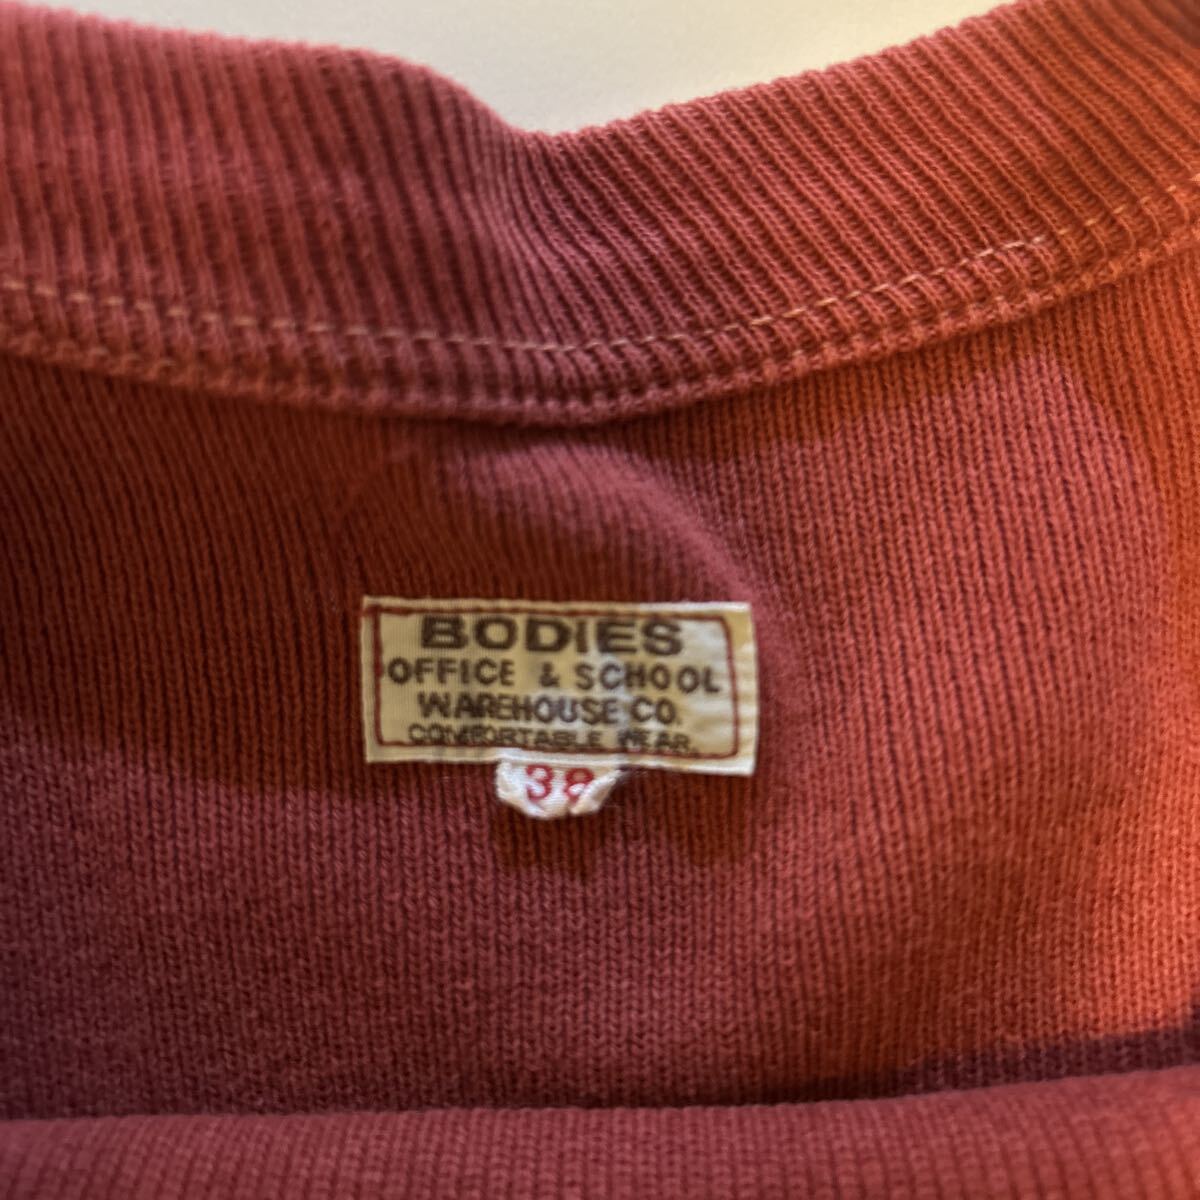 BODIES
OFFICE & SCHOOL
WAREHOUSE CO.
COMFORTABLE WEAR.
38